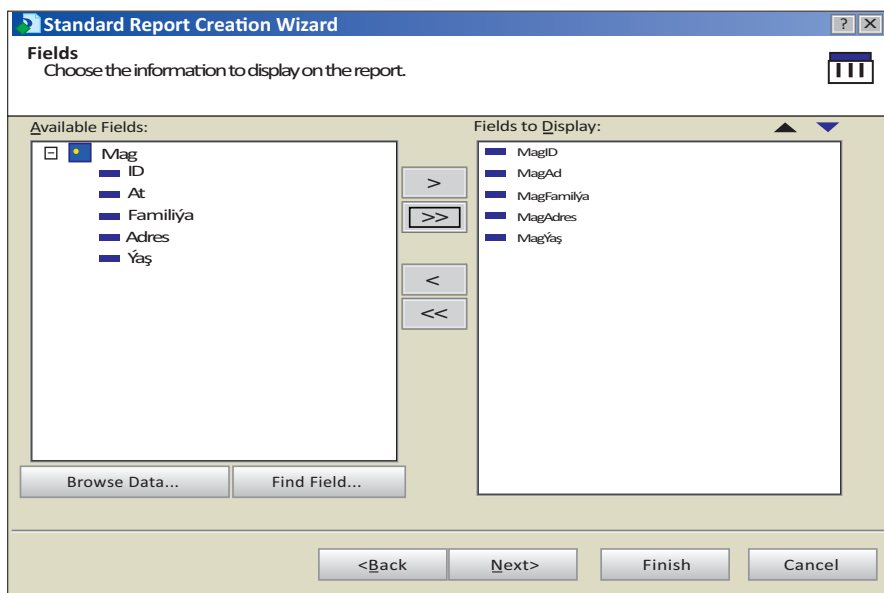 Standard Report Creation Wizard
? X
Fields
Choose the information to display on the report.
Available Fields:
Mag
ID
At
Familiýa
Adres
Ýaş
>
>>
<
<<
Fields to Display:
MagID
MagAd
MagFamilýa
MagAdres
MagÝaş
Browse Data...
Find Field...
<Back
Next>
Finish
Cancel